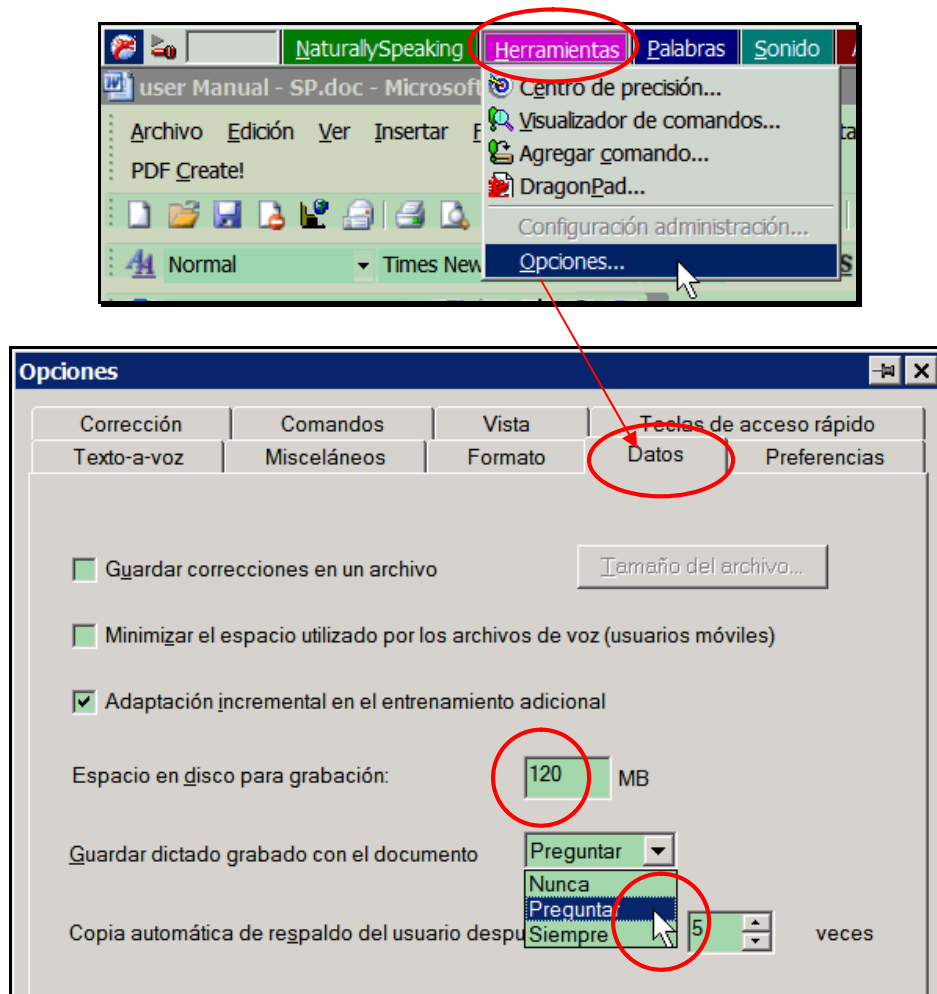 NaturallySpeaking Herramientas Palabras Sonido
user Manual - SP.doc - Microsoft
Centro de precisión...
Archivo Edición Ver Insertar
Visualizador de comandos...
PDF Create!
Agregar comando...
DragonPad...
Configuración administración...
Normal Times New
Opciones...
Opciones
Corrección Comandos Vista Teclas de acceso rápido
Texto-a-voz Misceláneos Formato Datos Preferencias
Guardar correcciones en un archivo Tamaño del archivo...
Minimizar el espacio utilizado por los archivos de voz (usuarios móviles)
Adaptación incremental en el entrenamiento adicional
Espacio en disco para grabación: 120 MB
Guardar dictado grabado con el documento Preguntar
Nunca
Preguntar
Siempre
Copia automática de respaldo del usuario despu 5 veces